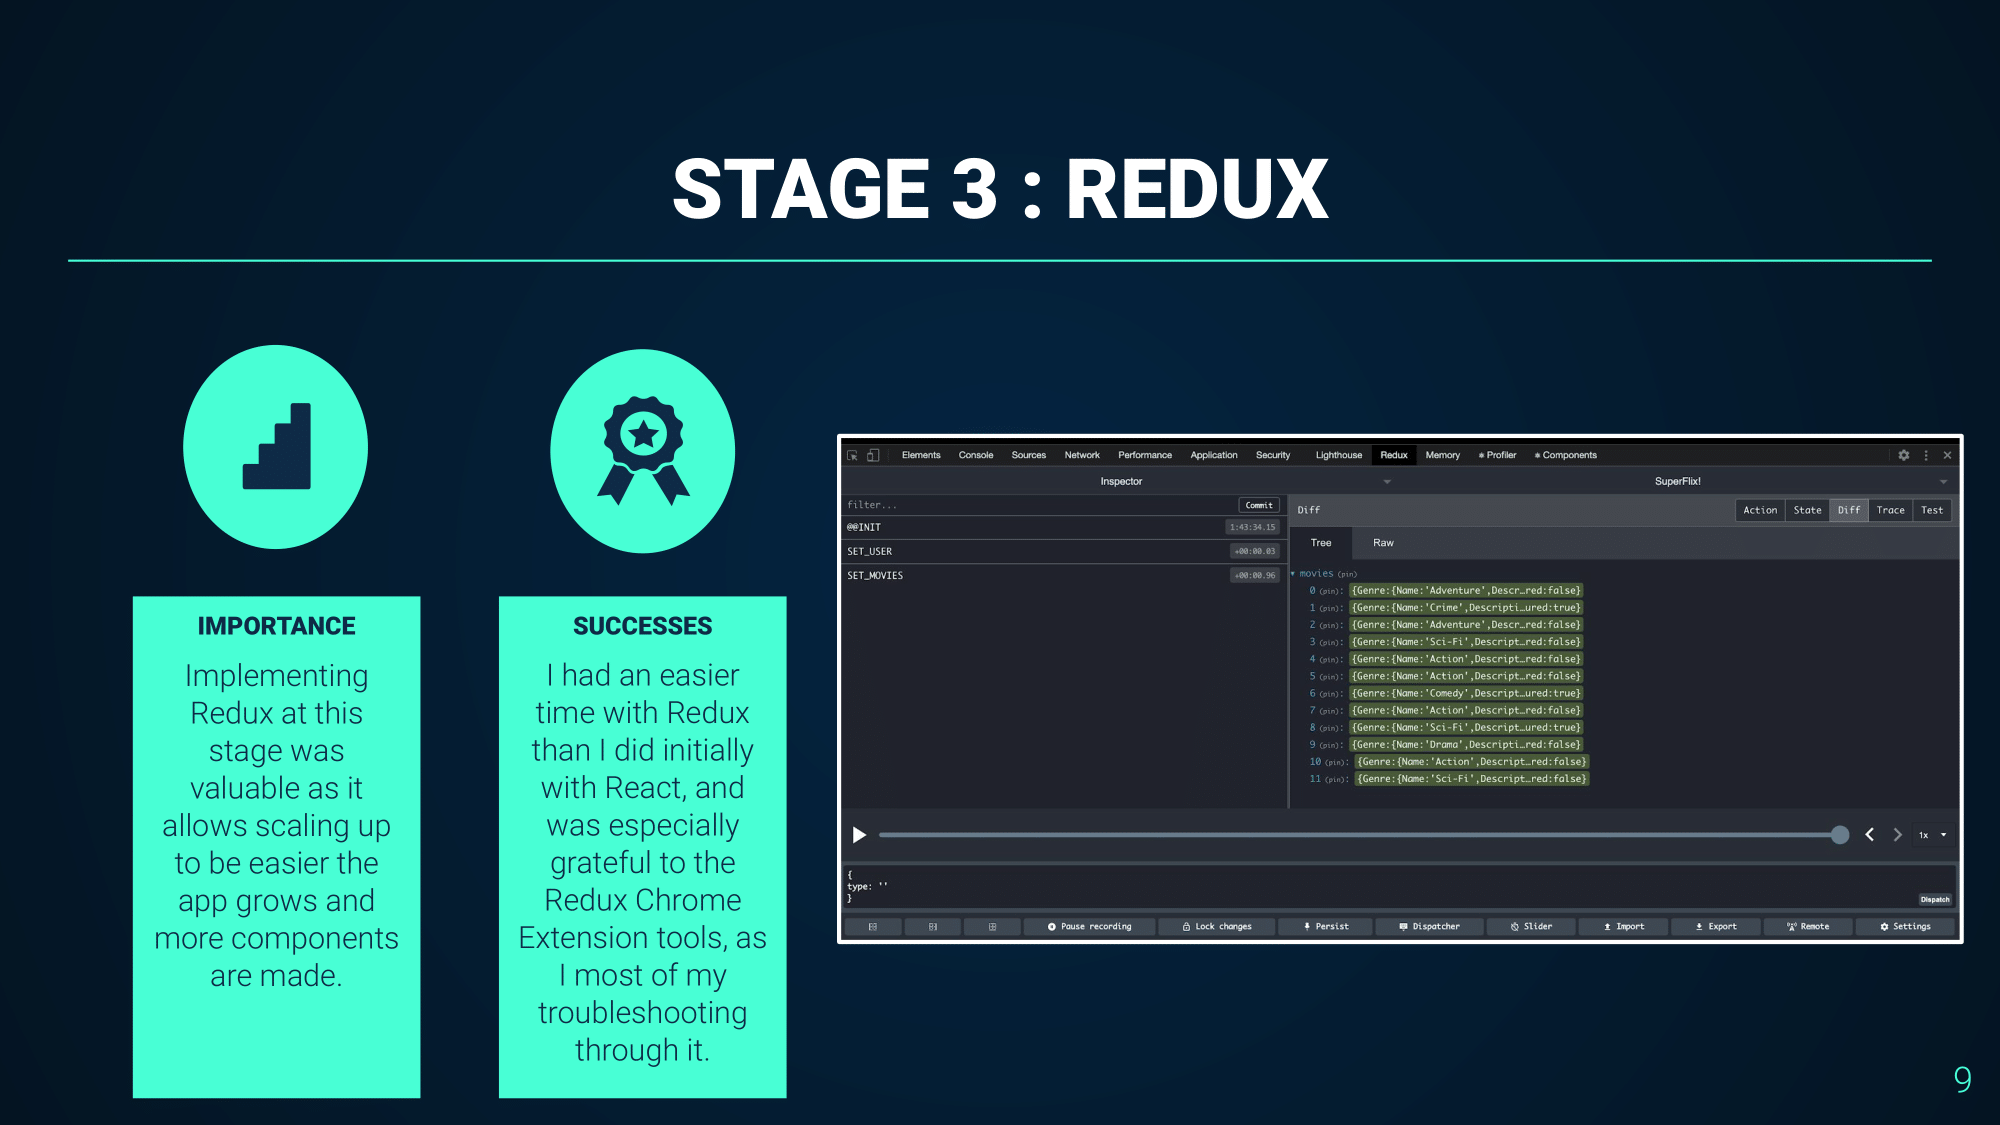 STAGE 3 : REDUX
IMPORTANCE
Implementing
Redux at this
stage was
valuable as it
allows scaling up
to be easier the
app grows and
more components
are made.
SUCCESSES
I had an easier
time with Redux
than I did initially
with React, and
was especially
grateful to the
Redux Chrome
Extension tools, as
I most of my
troubleshooting
through it.
Elements Console Sources Network Performance Application Security Lighthouse Redux Memory Profiler Components
Inspector SuperFlix!
filter... Commit
@@INIT 1:43:34.15
SET_USER +00:00.03
SET_MOVIES +00:00.96
Diff Action State Diff Trace Test
Tree Raw
movies (pin)
0 (pin): {Genre:{Name:'Adventure',Descr…red:false}
1 (pin): {Genre:{Name:'Crime',Descripti…ured:true}
2 (pin): {Genre:{Name:'Adventure',Descr…red:false}
3 (pin): {Genre:{Name:'Sci-Fi',Descript…red:false}
4 (pin): {Genre:{Name:'Action',Descript…red:false}
5 (pin): {Genre:{Name:'Action',Descript…red:false}
6 (pin): {Genre:{Name:'Comedy',Descript…ured:true}
7 (pin): {Genre:{Name:'Action',Descript…red:false}
8 (pin): {Genre:{Name:'Sci-Fi',Descript…ured:true}
9 (pin): {Genre:{Name:'Drama',Descripti…red:false}
10 (pin): {Genre:{Name:'Action',Descript…red:false}
11 (pin): {Genre:{Name:'Sci-Fi',Descript…red:false}
1x
{
type: ''
}
Dispatch
Pause recording Lock changes Persist Dispatcher Slider Import Export Remote Settings
9